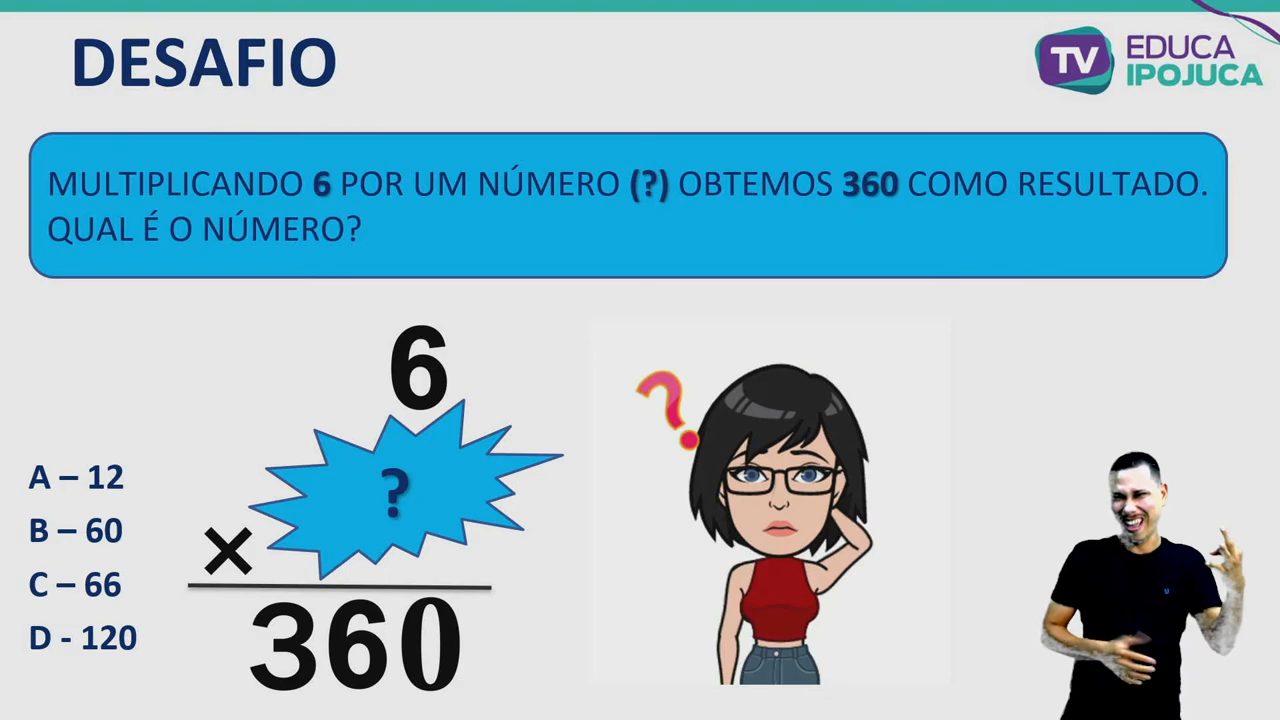 DESAFIO
TV EDUCA
IPOJUCA
MULTIPLICANDO 6 POR UM NÚMERO (?) OBTEMOS 360 COMO RESULTADO.
QUAL É O NÚMERO?
6
?
×
360
A – 12
B – 60
C – 66
D - 120
?